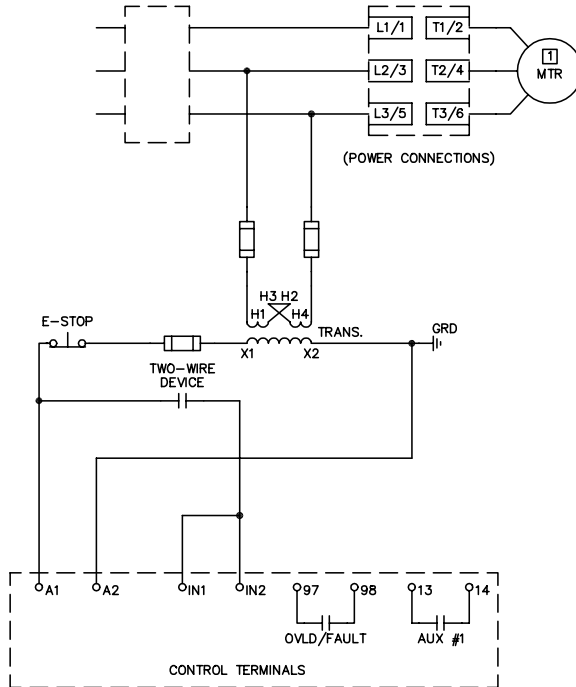 L1/1 T1/2
1
MTR
L2/3 T2/4
L3/5 T3/6
(POWER CONNECTIONS)
H3 H2
H1 H4
E-STOP
TRANS.
GRD
X1 X2
TWO-WIRE
DEVICE
A1 A2 IN1 IN2 97 98 13 14
OVLD/FAULT AUX #1
CONTROL TERMINALS